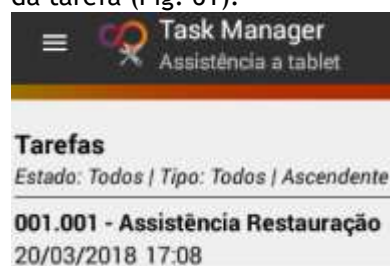 da tarefa (Fig. 61).
Task Manager
Assistência a tablet
Tarefas
Estado: Todos | Tipo: Todos | Ascendente
001.001 - Assistência Restauração
20/03/2018 17:08